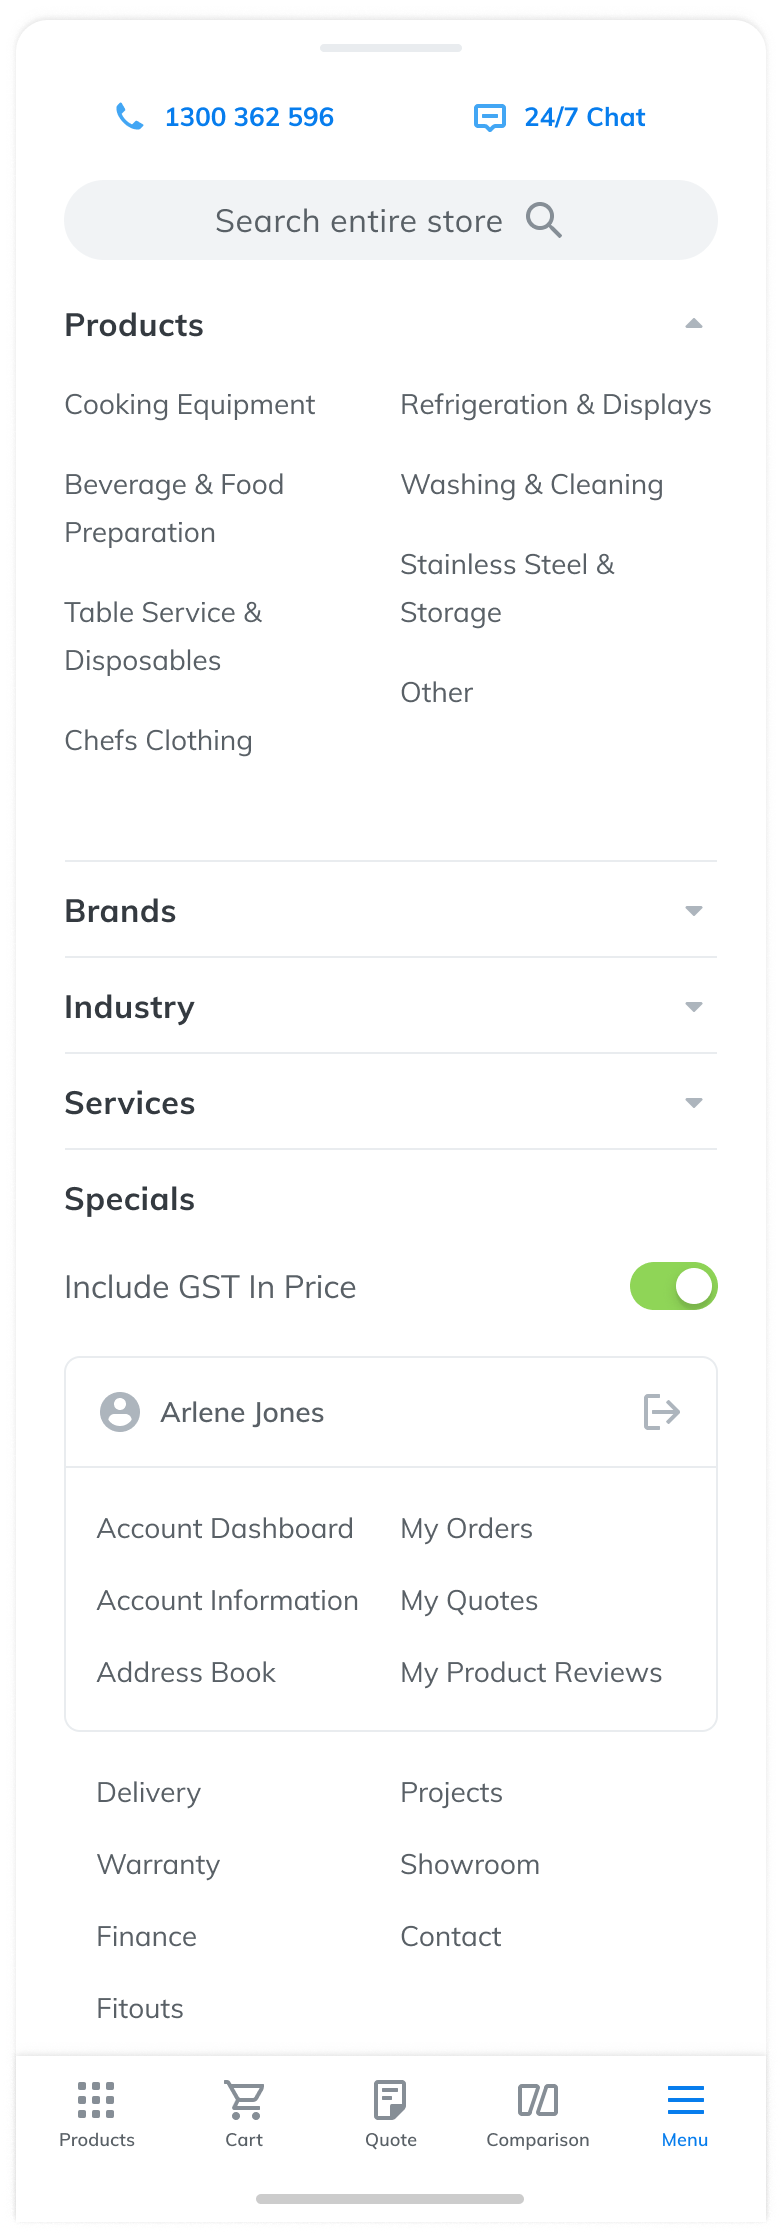 1300 362 596
24/7 Chat
Search entire store
Products
Cooking Equipment
Beverage & Food
Preparation
Table Service &
Disposables
Chefs Clothing
Refrigeration & Displays
Washing & Cleaning
Stainless Steel &
Storage
Other
Brands
Industry
Services
Specials
Include GST In Price
Arlene Jones
Account Dashboard
Account Information
Address Book
My Orders
My Quotes
My Product Reviews
Delivery
Warranty
Finance
Fitouts
Projects
Showroom
Contact
Products
Cart
Quote
Comparison
Menu